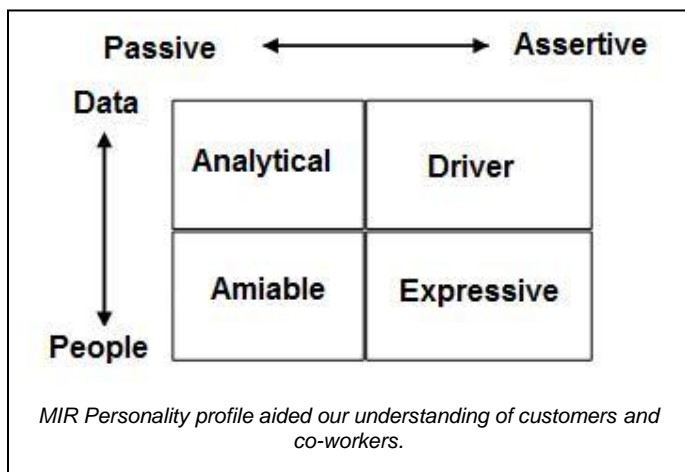 Passive Assertive
Data
Analytical Driver
Amiable Expressive
People
MIR Personality profile aided our understanding of customers and
co-workers.